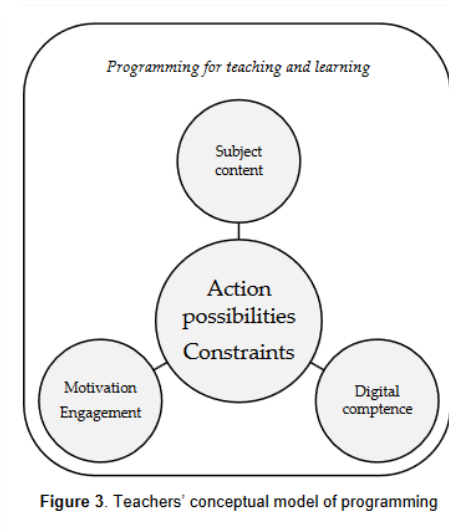 Programming for teaching and learning
Subject
content
Action
possibilities
Constraints
Motivation
Engagement
Digital
comptence
Figure 3. Teachers' conceptual model of programming